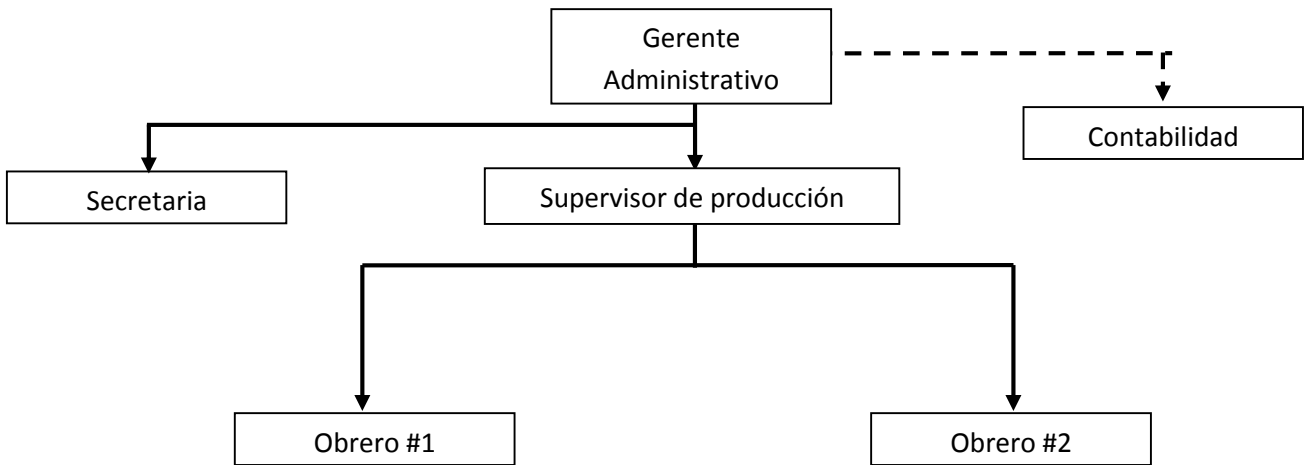 Gerente
Administrativo
Contabilidad
Secretaria
Supervisor de producción
Obrero #1
Obrero #2